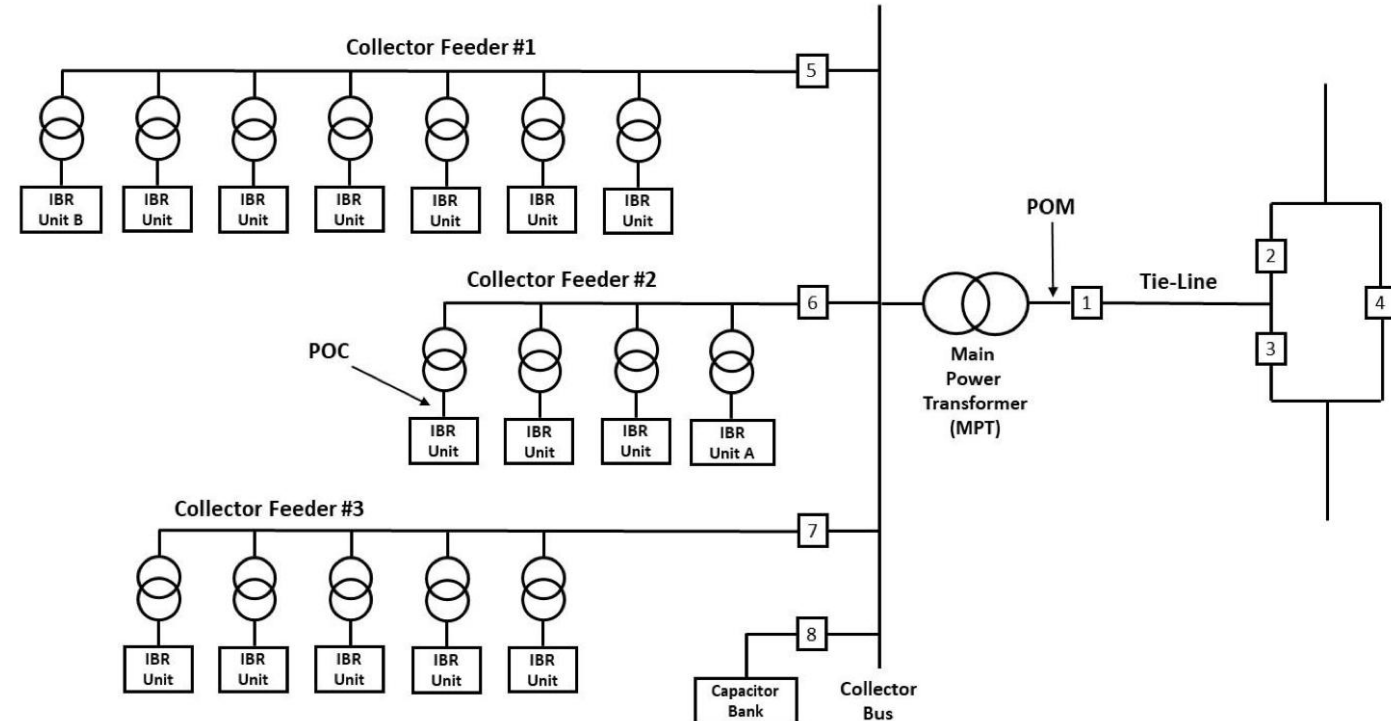 Collector Feeder #1
5
IBR
Unit B
IBR
Unit
IBR
Unit
IBR
Unit
IBR
Unit
IBR
Unit
IBR
Unit
POM
2
Collector Feeder #2
6
1
Tie-Line
4
3
POC
Main
Power
Transformer
(MPT)
IBR
Unit
IBR
Unit
IBR
Unit
IBR
Unit A
Collector Feeder #3
7
8
IBR
Unit
IBR
Unit
IBR
Unit
IBR
Unit
IBR
Unit
Capacitor
Bank
Collector
Bus